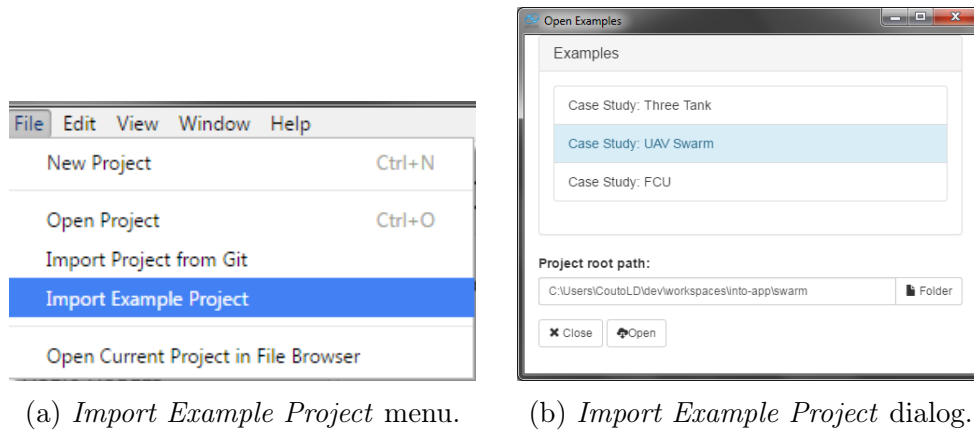 File Edit View Window Help
New Project Ctrl+N
Open Project Ctrl+O
Import Project from Git
Import Example Project
Open Current Project in File Browser
(a) Import Example Project menu.
Open Examples
Examples
Case Study: Three Tank
Case Study: UAV Swarm
Case Study: FCU
Project root path:
C:\Users\CoutoLD\dev\workspaces\into-app\swarm Folder
Close Open
(b) Import Example Project dialog.